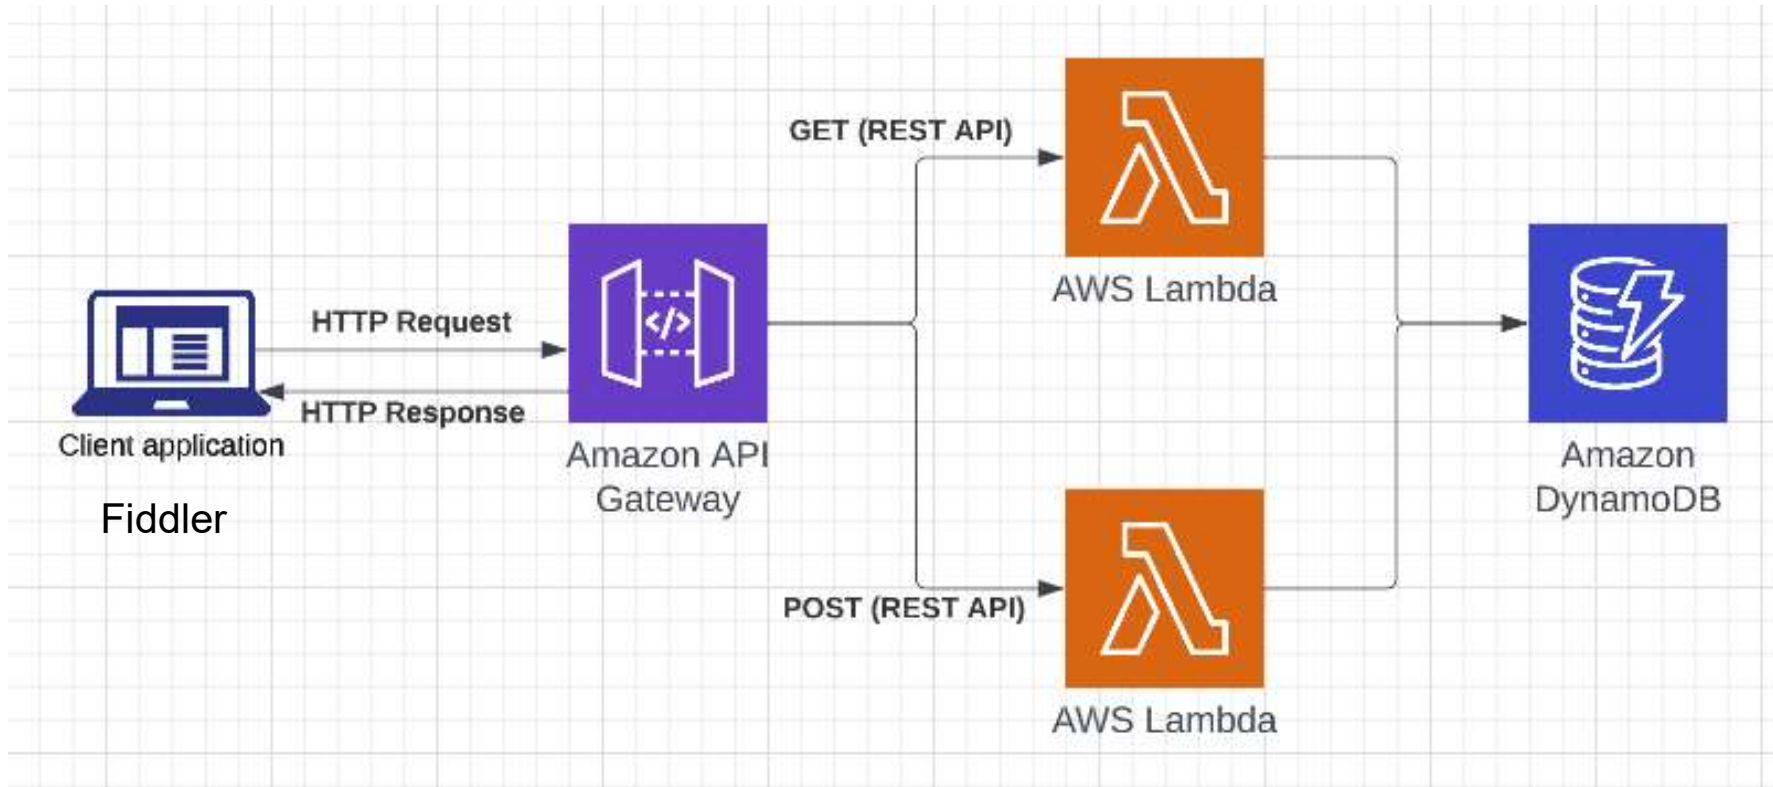 GET (REST API)
AWS Lambda
HTTP Request
HTTP Response
Client application
Fiddler
Amazon API
Gateway
Amazon
DynamoDB
POST (REST API)
AWS Lambda
</>